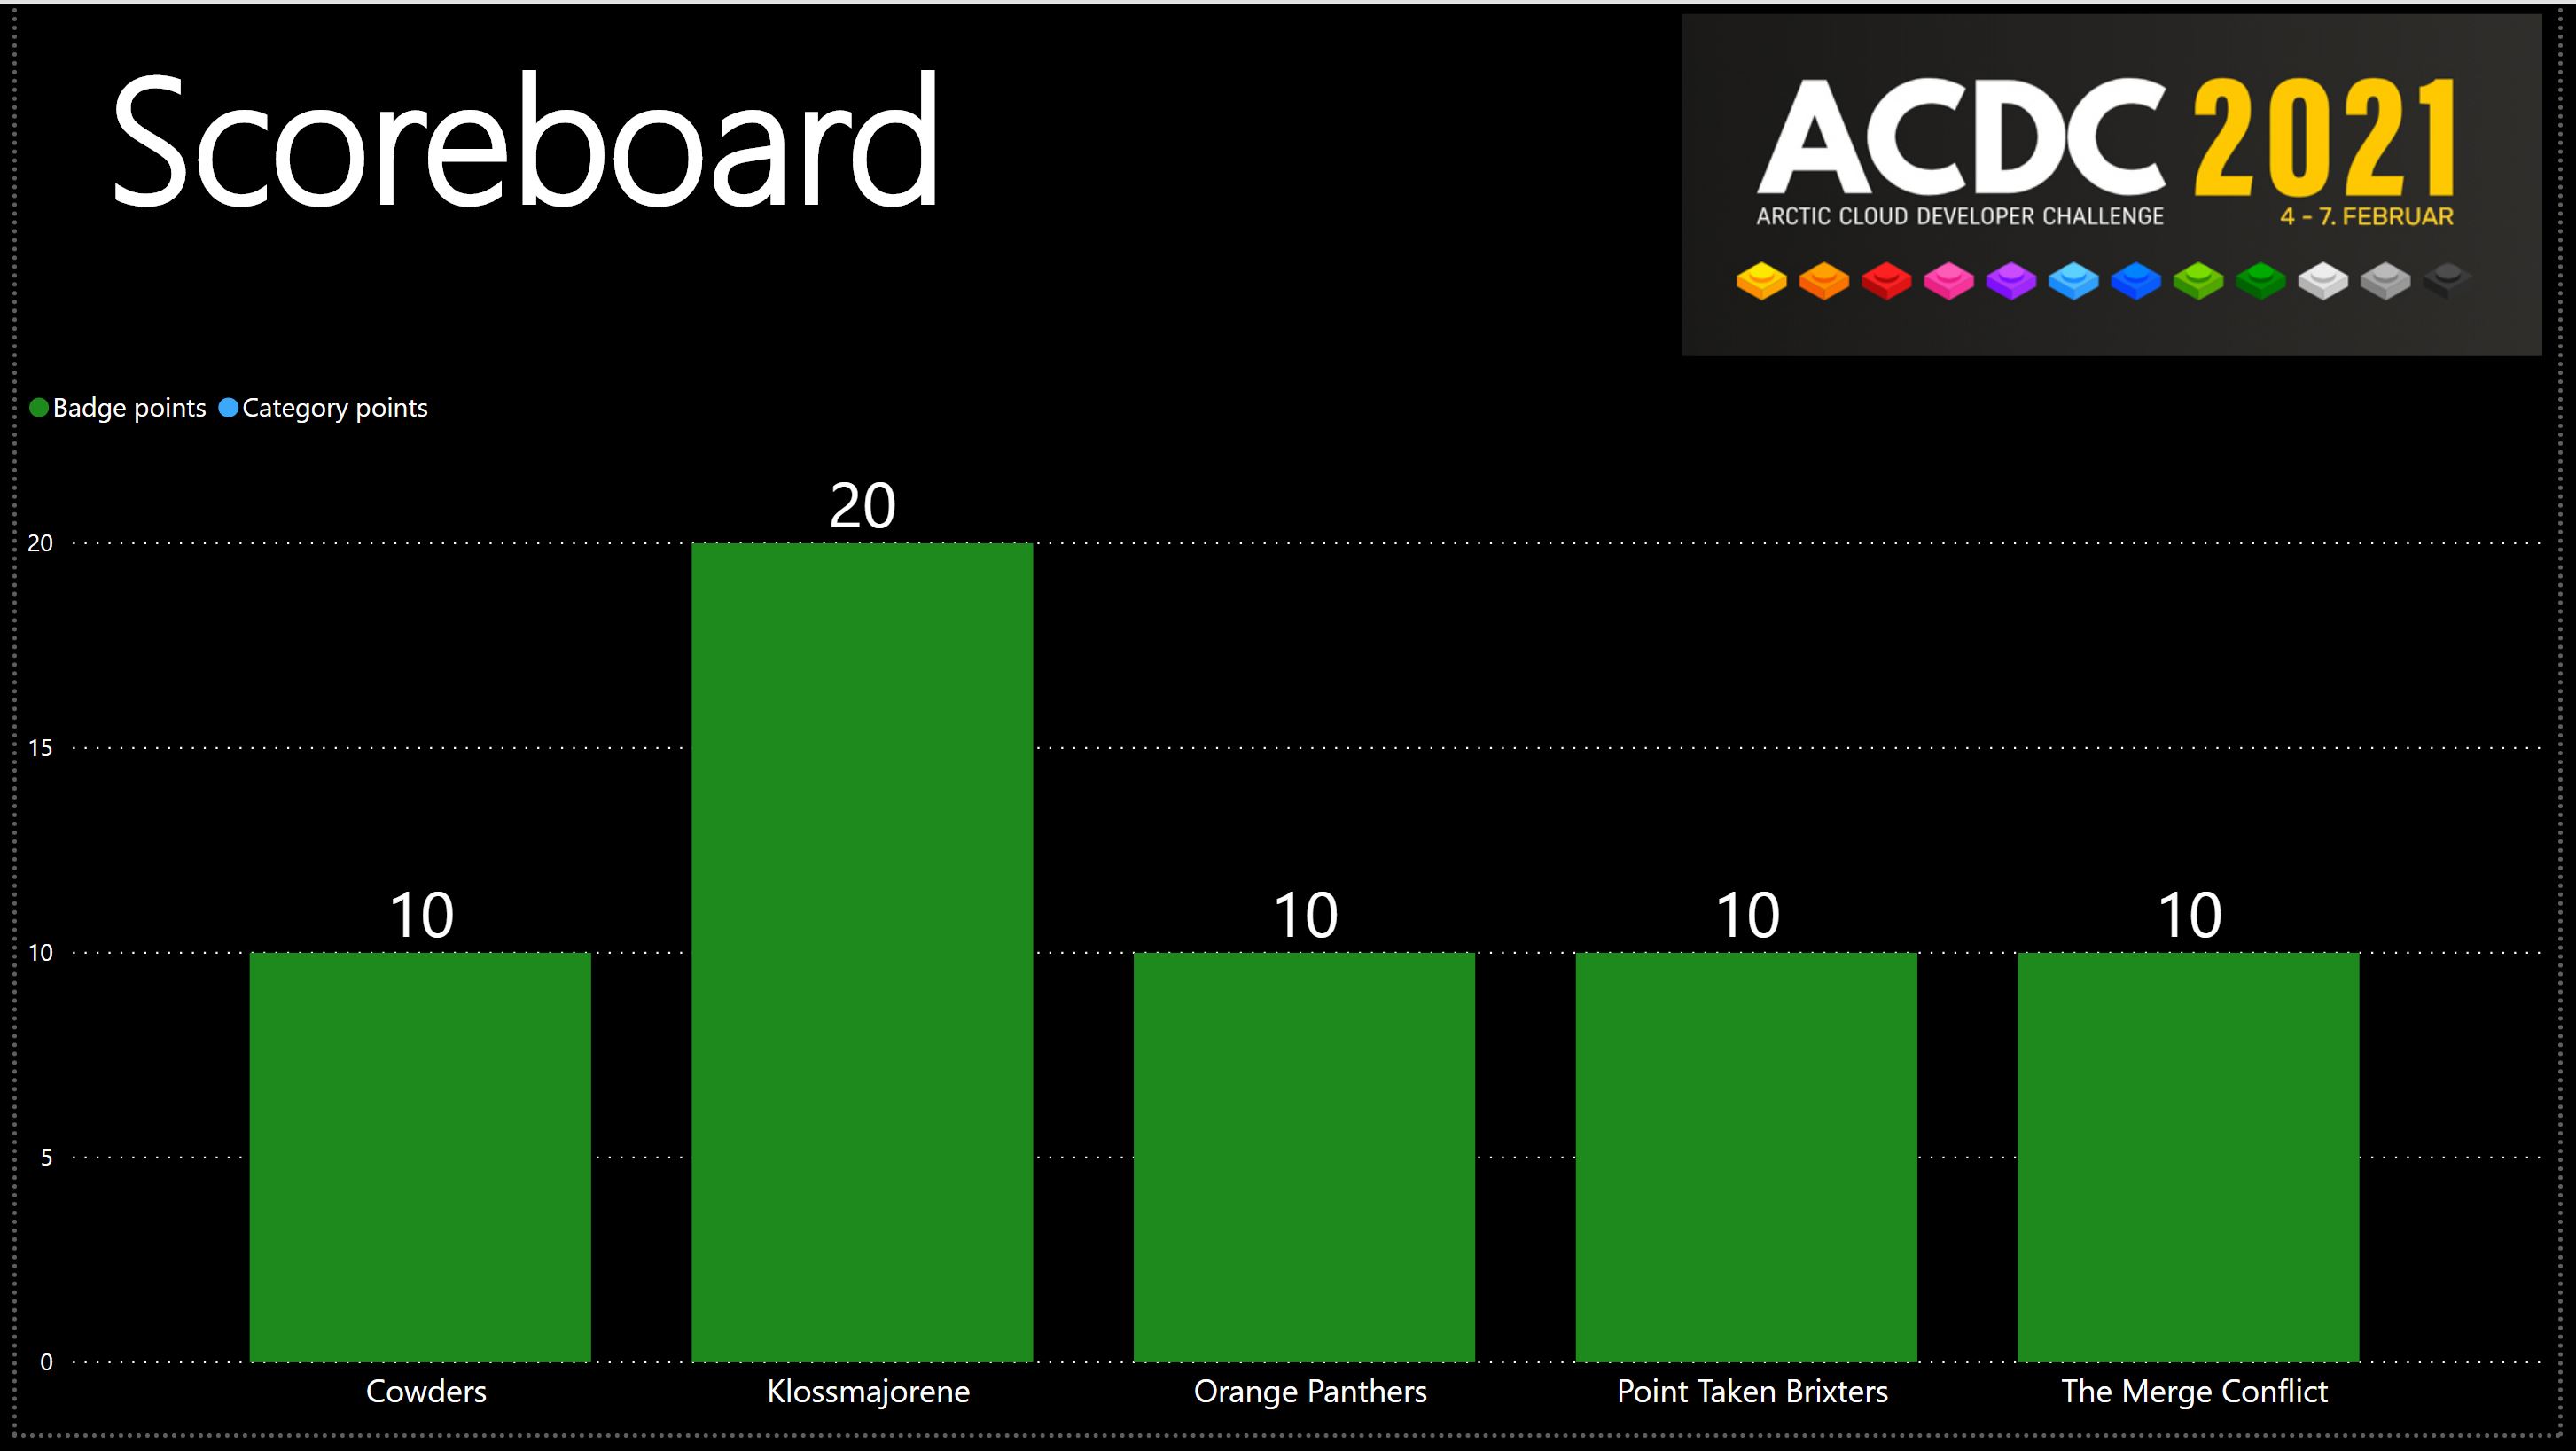 Scoreboard
ACDC 2021
ARCTIC CLOUD DEVELOPER CHALLENGE 4 - 7. FEBRUAR
Badge points Category points
20
20
15
10 10 10 10
10
5
0
Cowders Klossmajorene Orange Panthers Point Taken Brixters The Merge Conflict